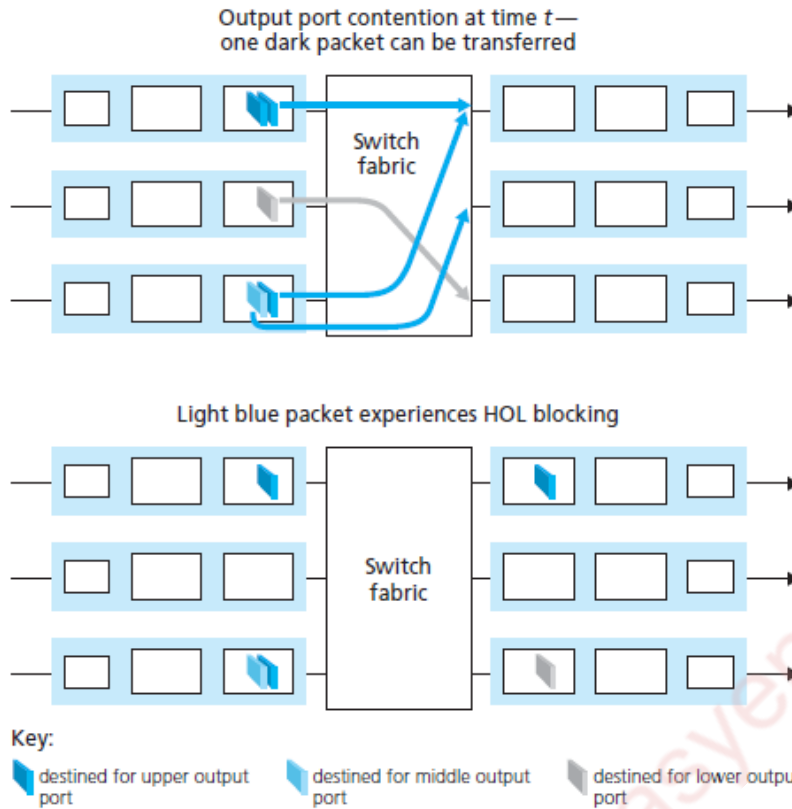 Output port contention at time t—
one dark packet can be transferred
Switch
fabric
Light blue packet experiences HOL blocking
Switch
fabric
Key:
destined for upper output
port
destined for middle output
port
destined for lower output
port